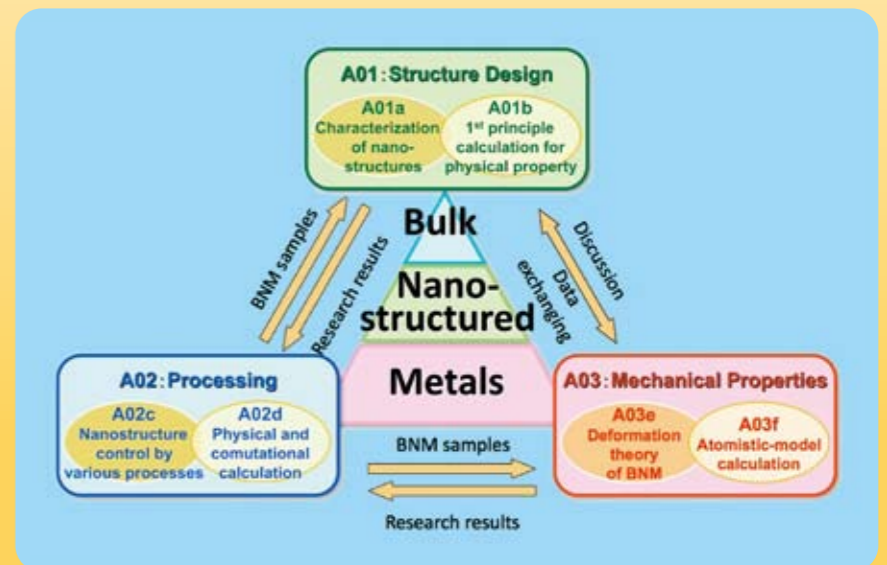 A01:Structure Design
A01a
Characterization
of nano-
structures
A01b
1st principle
calculation for
physical property
BNM samples
Research results
Discussion
Data
exchanging
Bulk
Nano-
structured
Metals
A02:Processing
A02c
Nanostructure
control by
various processes
A02d
Physical and
comutational
calculation
BNM samples
Research results
A03:Mechanical Properties
A03e
Deformation
theory
of BNM
A03f
Atomistic-model
calculation